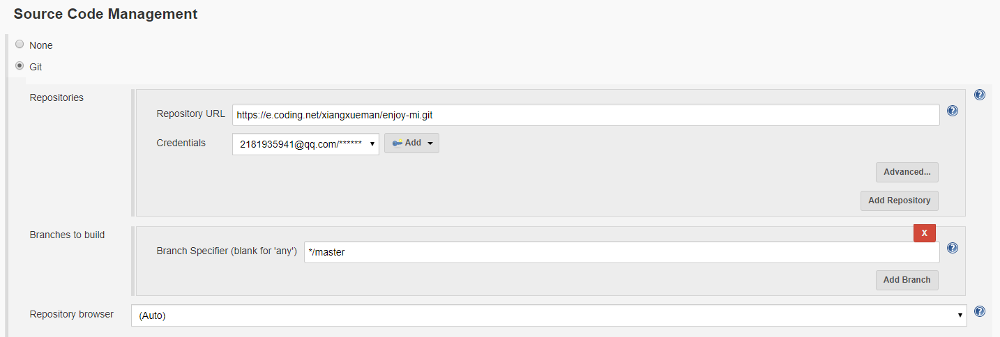 Source Code Management
None
Git
Repositories
Repository URL https://e.coding.net/xiangxueman/enjoy-mi.git
Credentials 2181935941@qq.com/****** Add
Advanced...
Add Repository
X
Branches to build
Branch Specifier (blank for 'any') */master
Add Branch
Repository browser (Auto)